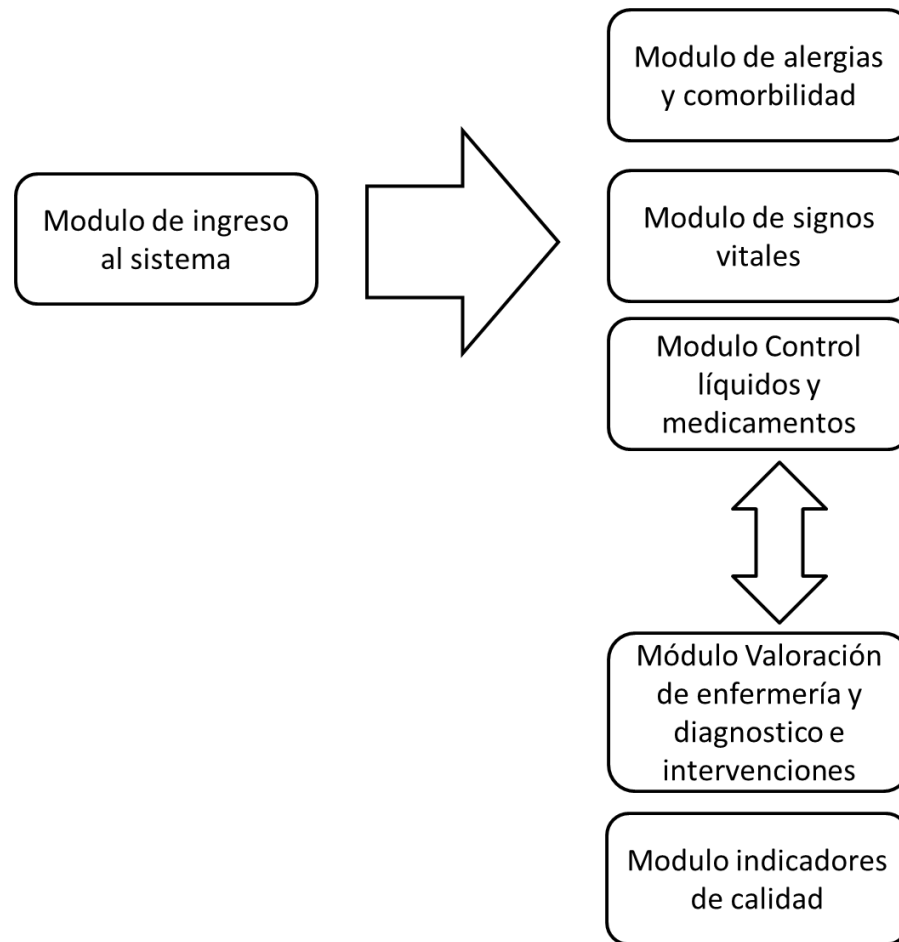 Modulo de ingreso
al sistema
Modulo de alergias
y comorbilidad
Modulo de signos
vitales
Modulo Control
líquidos y
medicamentos
Módulo Valoración
de enfermería y
diagnostico e
intervenciones
Modulo indicadores
de calidad